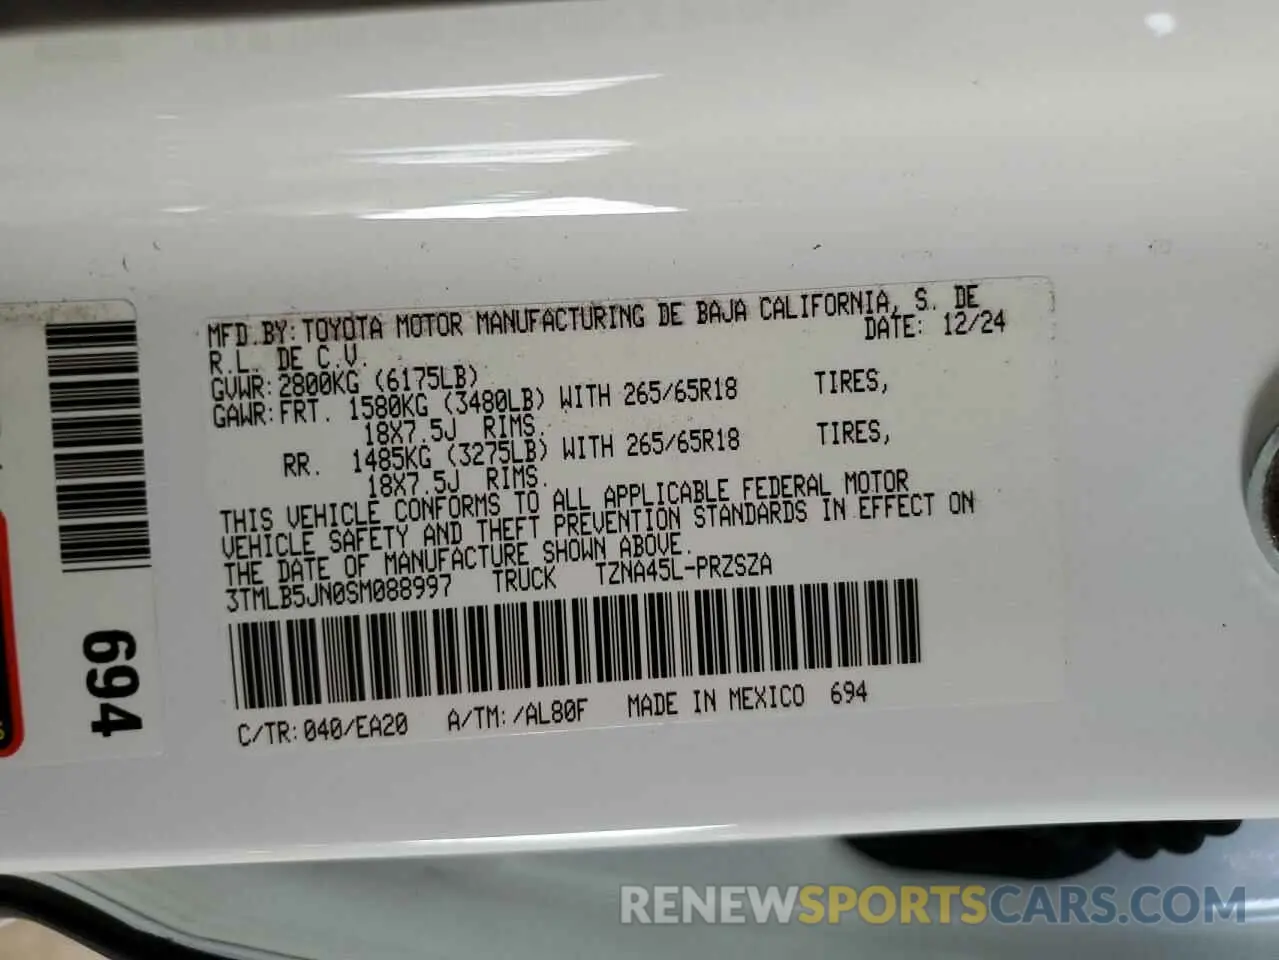 MFD.BY: TOYOTA MOTOR MANUFACTURING DE BAJA CALIFORNIA, S. DE
R.L. DE C.V. DATE: 12/24
GVWR: 2800KG (6175LB)
GAWR: FRT. 1580KG (3480LB) WITH 265/65R18 TIRES,
18X7.5J RIMS.
RR. 1485KG (3275LB) WITH 265/65R18 TIRES,
18X7.5J RIMS.
THIS VEHICLE CONFORMS TO ALL APPLICABLE FEDERAL MOTOR
VEHICLE SAFETY AND THEFT PREVENTION STANDARDS IN EFFECT ON
THE DATE OF MANUFACTURE SHOWN ABOVE.
3TMLB5JN0SM088997 TRUCK TZNA45L-PRZSZA
C/TR: 040/EA20 A/TM: /AL80F MADE IN MEXICO 694
694
RENEWSPORTSCARS.COM